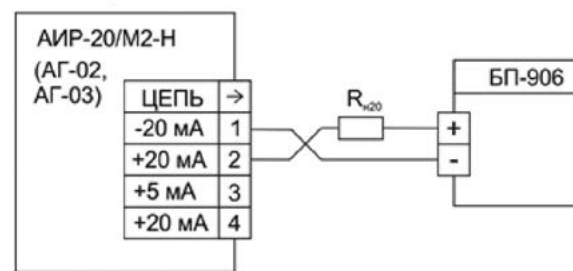 АИР-20/М2-Н
(АГ-02,
АГ-03)
ЦЕПЬ →
-20 мА 1
+20 мА 2
+5 мА 3
+20 мА 4
Rн20
БП-906
+
-